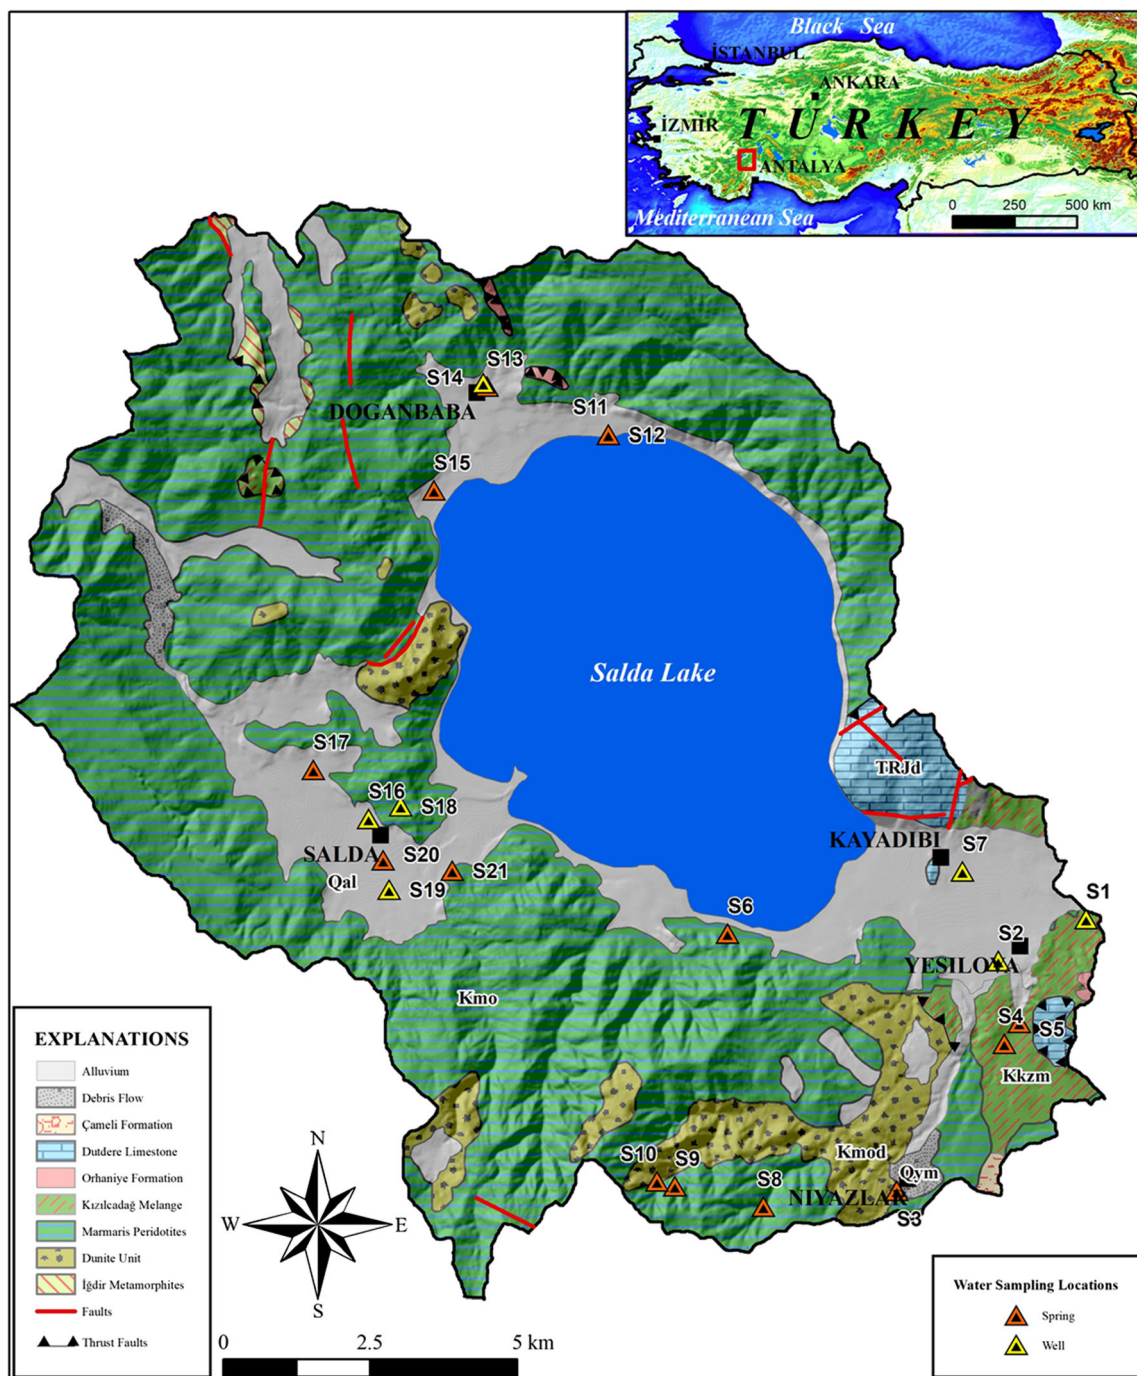 Black Sea
İSTANBUL
ANKARA
TURKEY
İZMİR
ANTALYA
Mediterranean Sea
0 250 500 km
S13
S14
DOGANBABA
S11
S12
S15
Salda Lake
S17
TRJd
S16
S18
KAYADIBI
SALDA
S20
S7
Qal
S19
S21
S6
S1
S2
YESILOVA
Kmo
S4
S5
Kkzm
Kmod
S10
S9
Qym
S8
NIYAZLAR
S3
EXPLANATIONS
Alluvium
Debris Flow
Çameli Formation
Dutdere Limestone
Orhaniye Formation
Kızılcadağ Melange
Marmaris Peridotites
Dunite Unit
İğdir Metamorphites
Faults
Thrust Faults
N
W E
S
0 2.5 5 km
Water Sampling Locations
Spring
Well